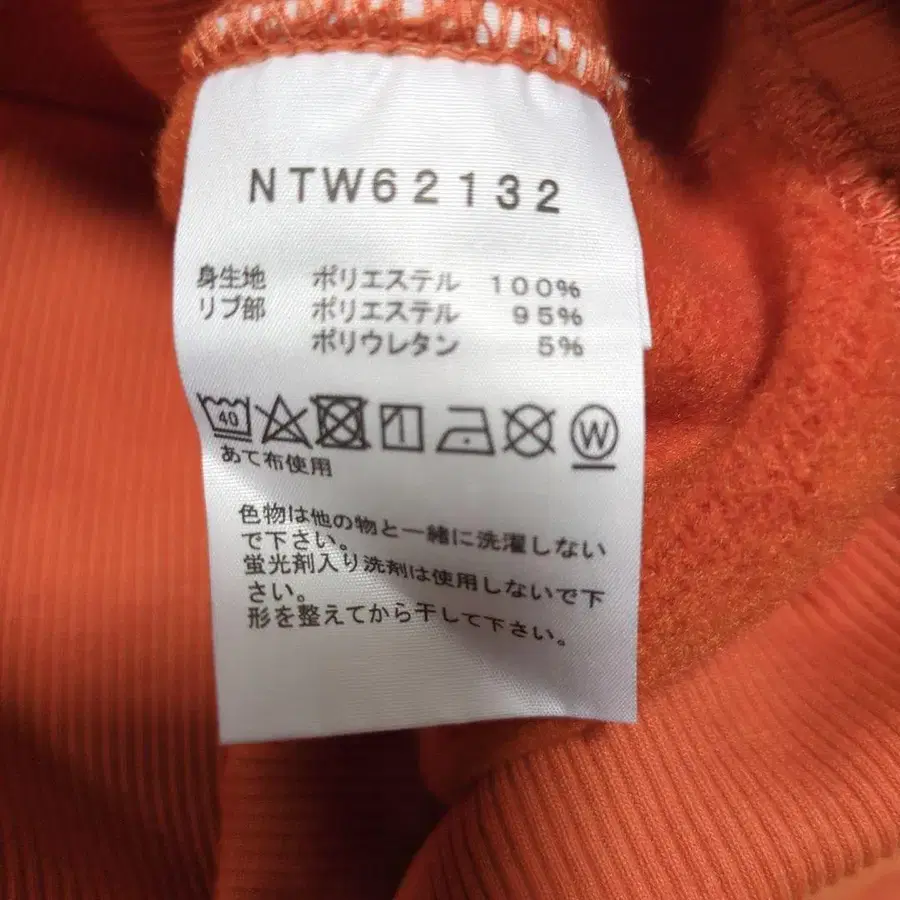 NTW62132
身生地 ポリエステル 100%
リブ部 ポリエステル 95%
ポリウレタン 5%
40 W
あて布使用
色物は他の物と一緒に洗濯しない
で下さい。
蛍光剤入り洗剤は使用しないで下
さい。
形を整えてから干して下さい。